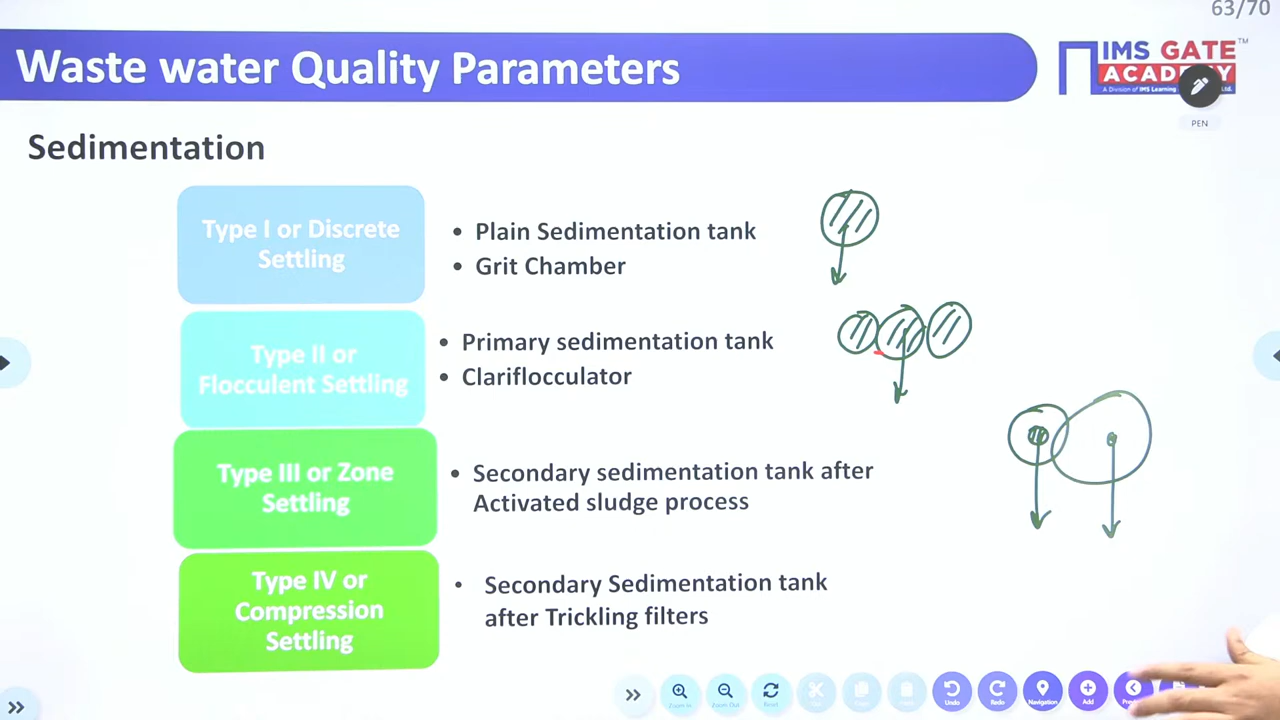 63/70
Waste water Quality Parameters
IMS GATE
ACADEMY
TM
A Division of IMS Learning
Ltd.
PEN
Sedimentation
Type I or Discrete
Settling
• Plain Sedimentation tank
• Grit Chamber
Type II or
Flocculent Settling
• Primary sedimentation tank
• Clariflocculator
Type III or Zone
Settling
• Secondary sedimentation tank after
Activated sludge process
Type IV or
Compression
Settling
• Secondary Sedimentation tank
after Trickling filters
Zoom In
Zoom Out
Reset
Undo
Redo
Navigation
Add